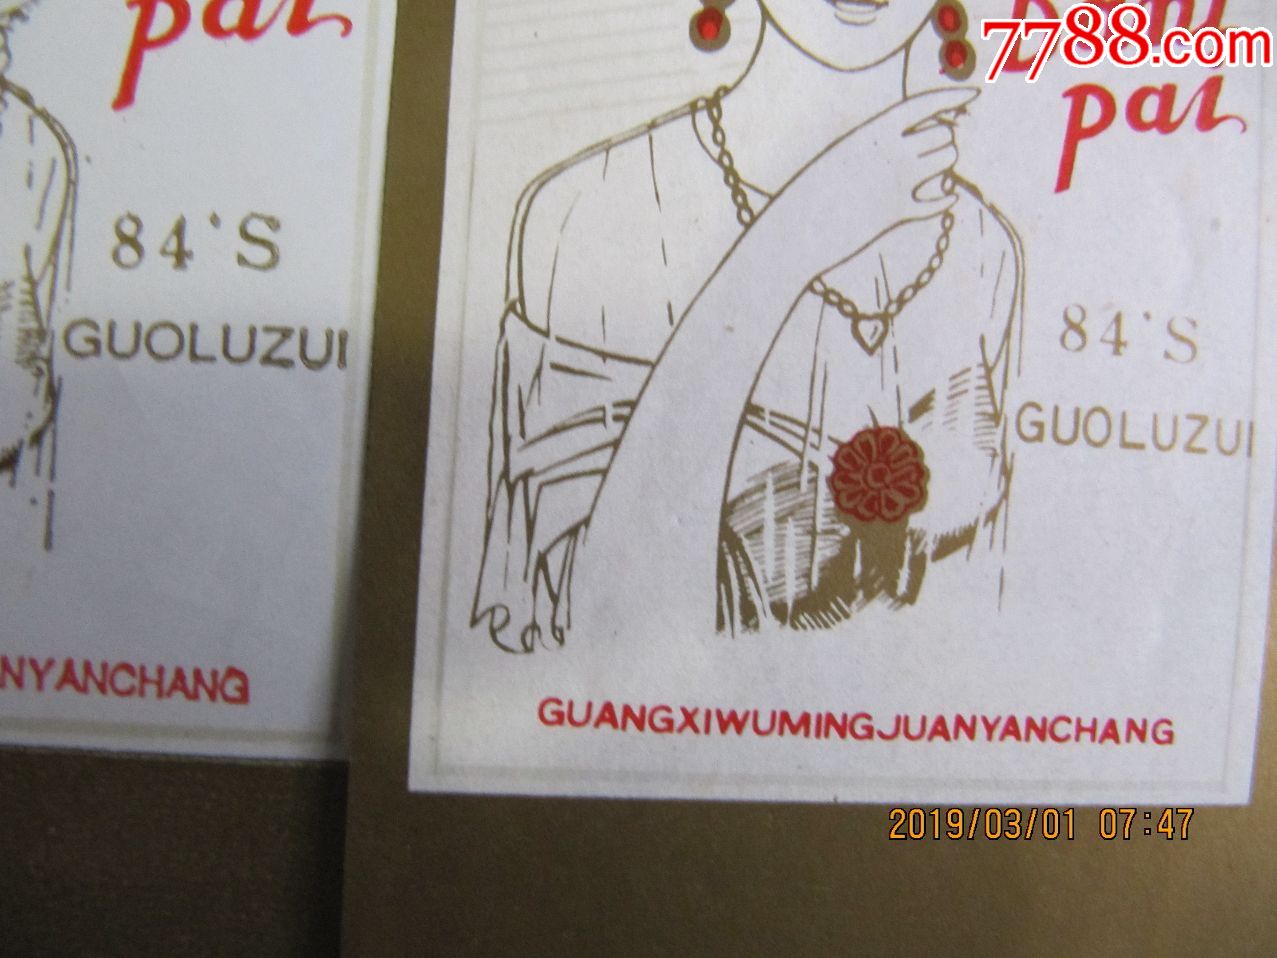 pai
84'S
GUOLUZUI
NYANCHANG
7788.com
pai
84'S
GUOLUZUI
GUANGXIWUMINGJUANYANCHANG
2019/03/01 07:47